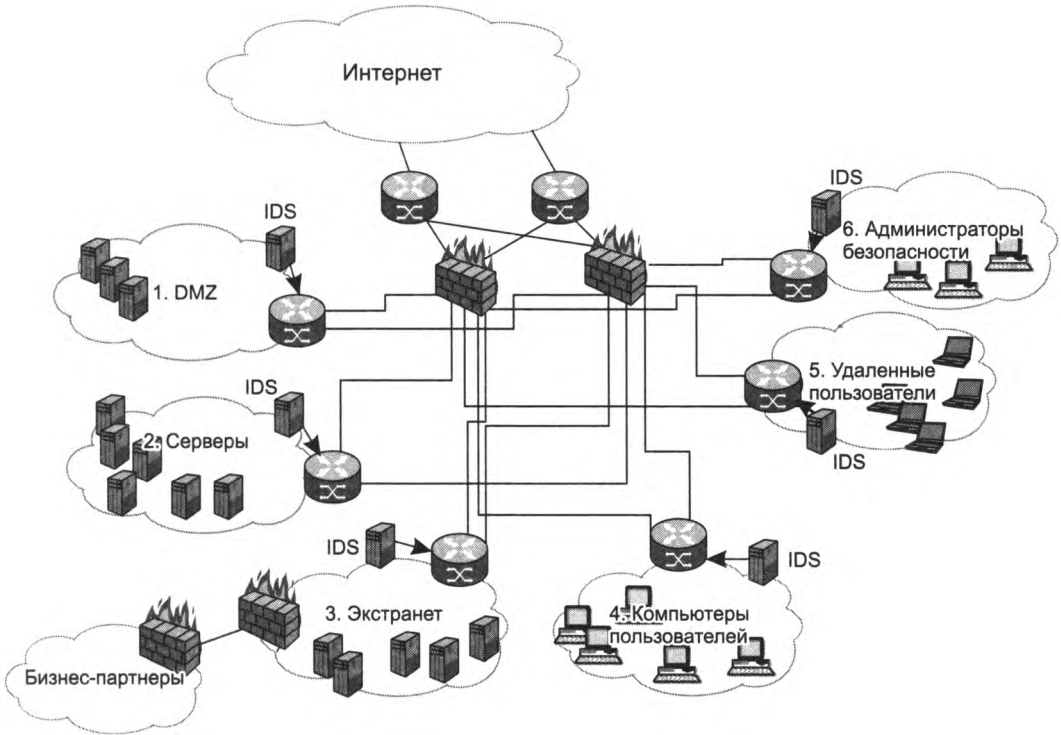 Интернет
IDS
6. Администраторы
безопасности
IDS
1. DMZ
5. Удаленные
пользователи
IDS
IDS
2. Серверы
IDS
IDS
3. Экстранет
4. Компьютеры
пользователей
Бизнес-партнеры